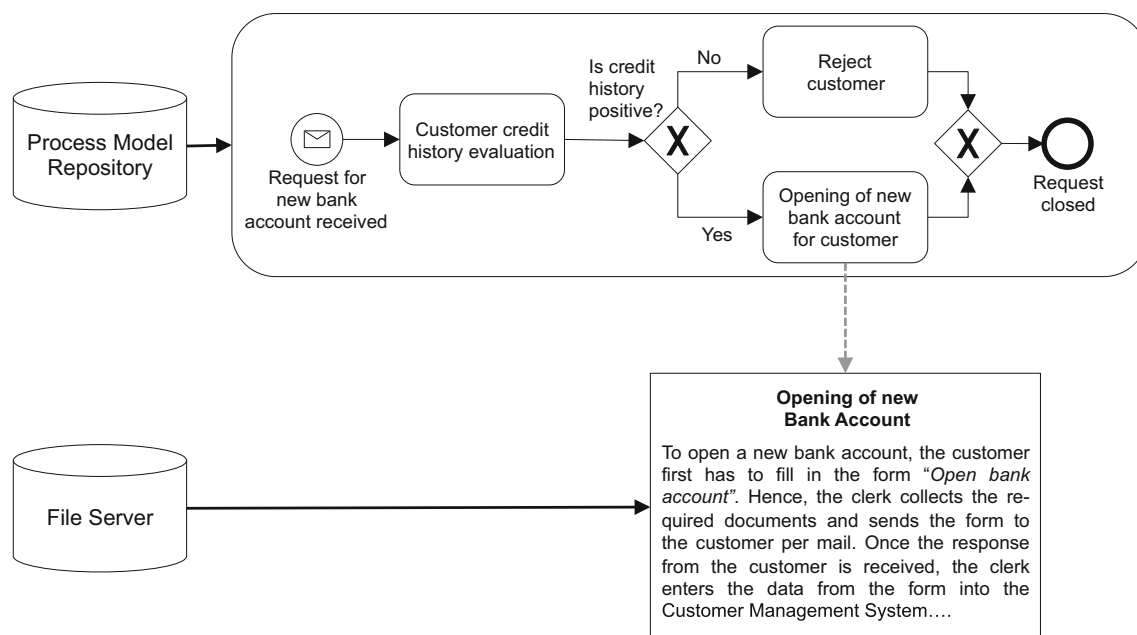 Process Model
Repository
Request for
new bank
account received
Customer credit
history evaluation
Is credit
history
positive?
X
No
Yes
Reject
customer
Opening of new
bank account
for customer
X
Request
closed
File Server
Opening of new
Bank Account
To open a new bank account, the customer
first has to fill in the form “Open bank
account”. Hence, the clerk collects the re-
quired documents and sends the form to
the customer per mail. Once the response
from the customer is received, the clerk
enters the data from the form into the
Customer Management System….